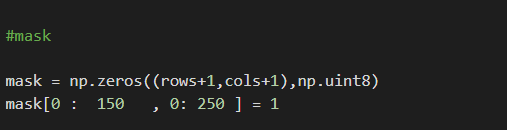 #mask
mask = np.zeros((rows+1,cols+1),np.uint8)
mask[0 :  150   , 0: 250 ] = 1